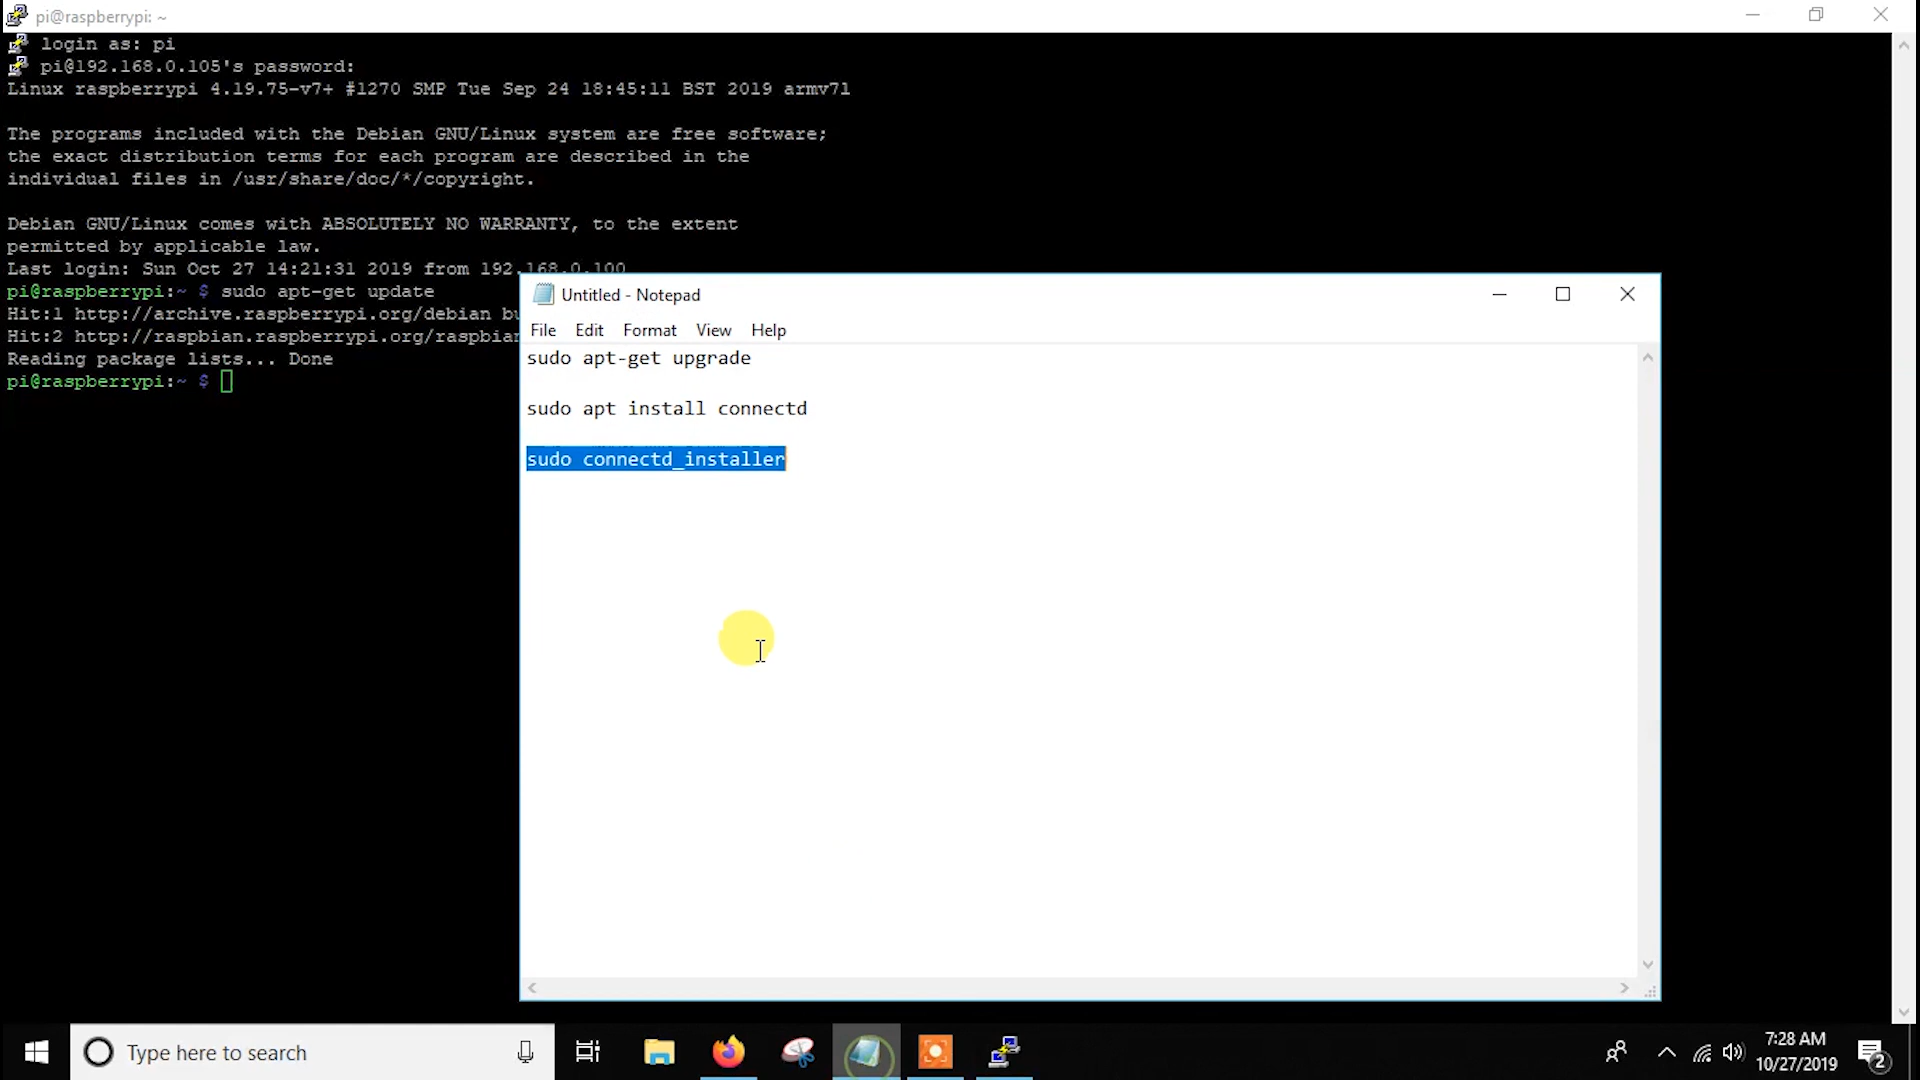 pi@raspberrypi: ~
login as: pi
pi@192.168.0.105's password:
Linux raspberrypi 4.19.75-v7+ #1270 SMP Tue Sep 24 18:45:11 BST 2019 armv7l
The programs included with the Debian GNU/Linux system are free software;
the exact distribution terms for each program are described in the
individual files in /usr/share/doc/*/copyright.
Debian GNU/Linux comes with ABSOLUTELY NO WARRANTY, to the extent
permitted by applicable law.
Last login: Sun Oct 27 14:21:31 2019 from 192.168.0.100
pi@raspberrypi:~ $ sudo apt-get update
Hit:1 http://archive.raspberrypi.org/debian bu
Hit:2 http://raspbian.raspberrypi.org/raspbian
Reading package lists... Done
pi@raspberrypi:~ $
Untitled - Notepad
File Edit Format View Help
sudo apt-get upgrade
sudo apt install connectd
sudo connectd_installer
Type here to search
7:28 AM
10/27/2019
2